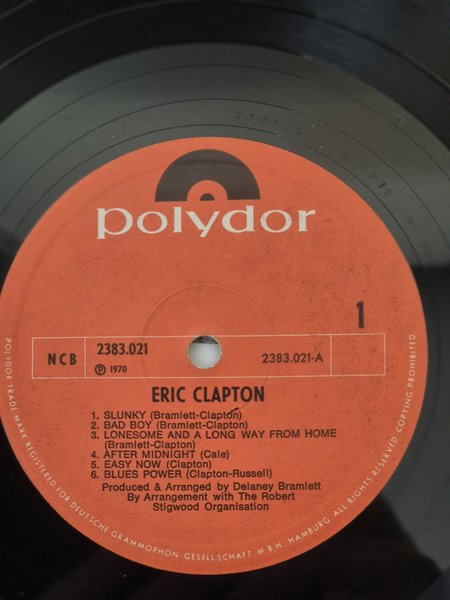 polydor
1
NCB
2383.021
℗ 1970
2383.021-A
ERIC CLAPTON
1. SLUNKY (Bramlett-Clapton)
2. BAD BOY (Bramlett-Clapton)
3. LONESOME AND A LONG WAY FROM HOME
(Bramlett-Clapton)
4. AFTER MIDNIGHT (Cale)
5. EASY NOW (Clapton)
6. BLUES POWER (Clapton-Russell)
Produced & Arranged by Delaney Bramlett
By Arrangement with The Robert
Stigwood Organisation
POLYDOR TRADE MARK REGISTERED FOR DEUTSCHE GRAMMOPHON GESELLSCHAFT M.B.H. HAMBURG ALL RIGHTS RESERVED COPYING PROHIBITED